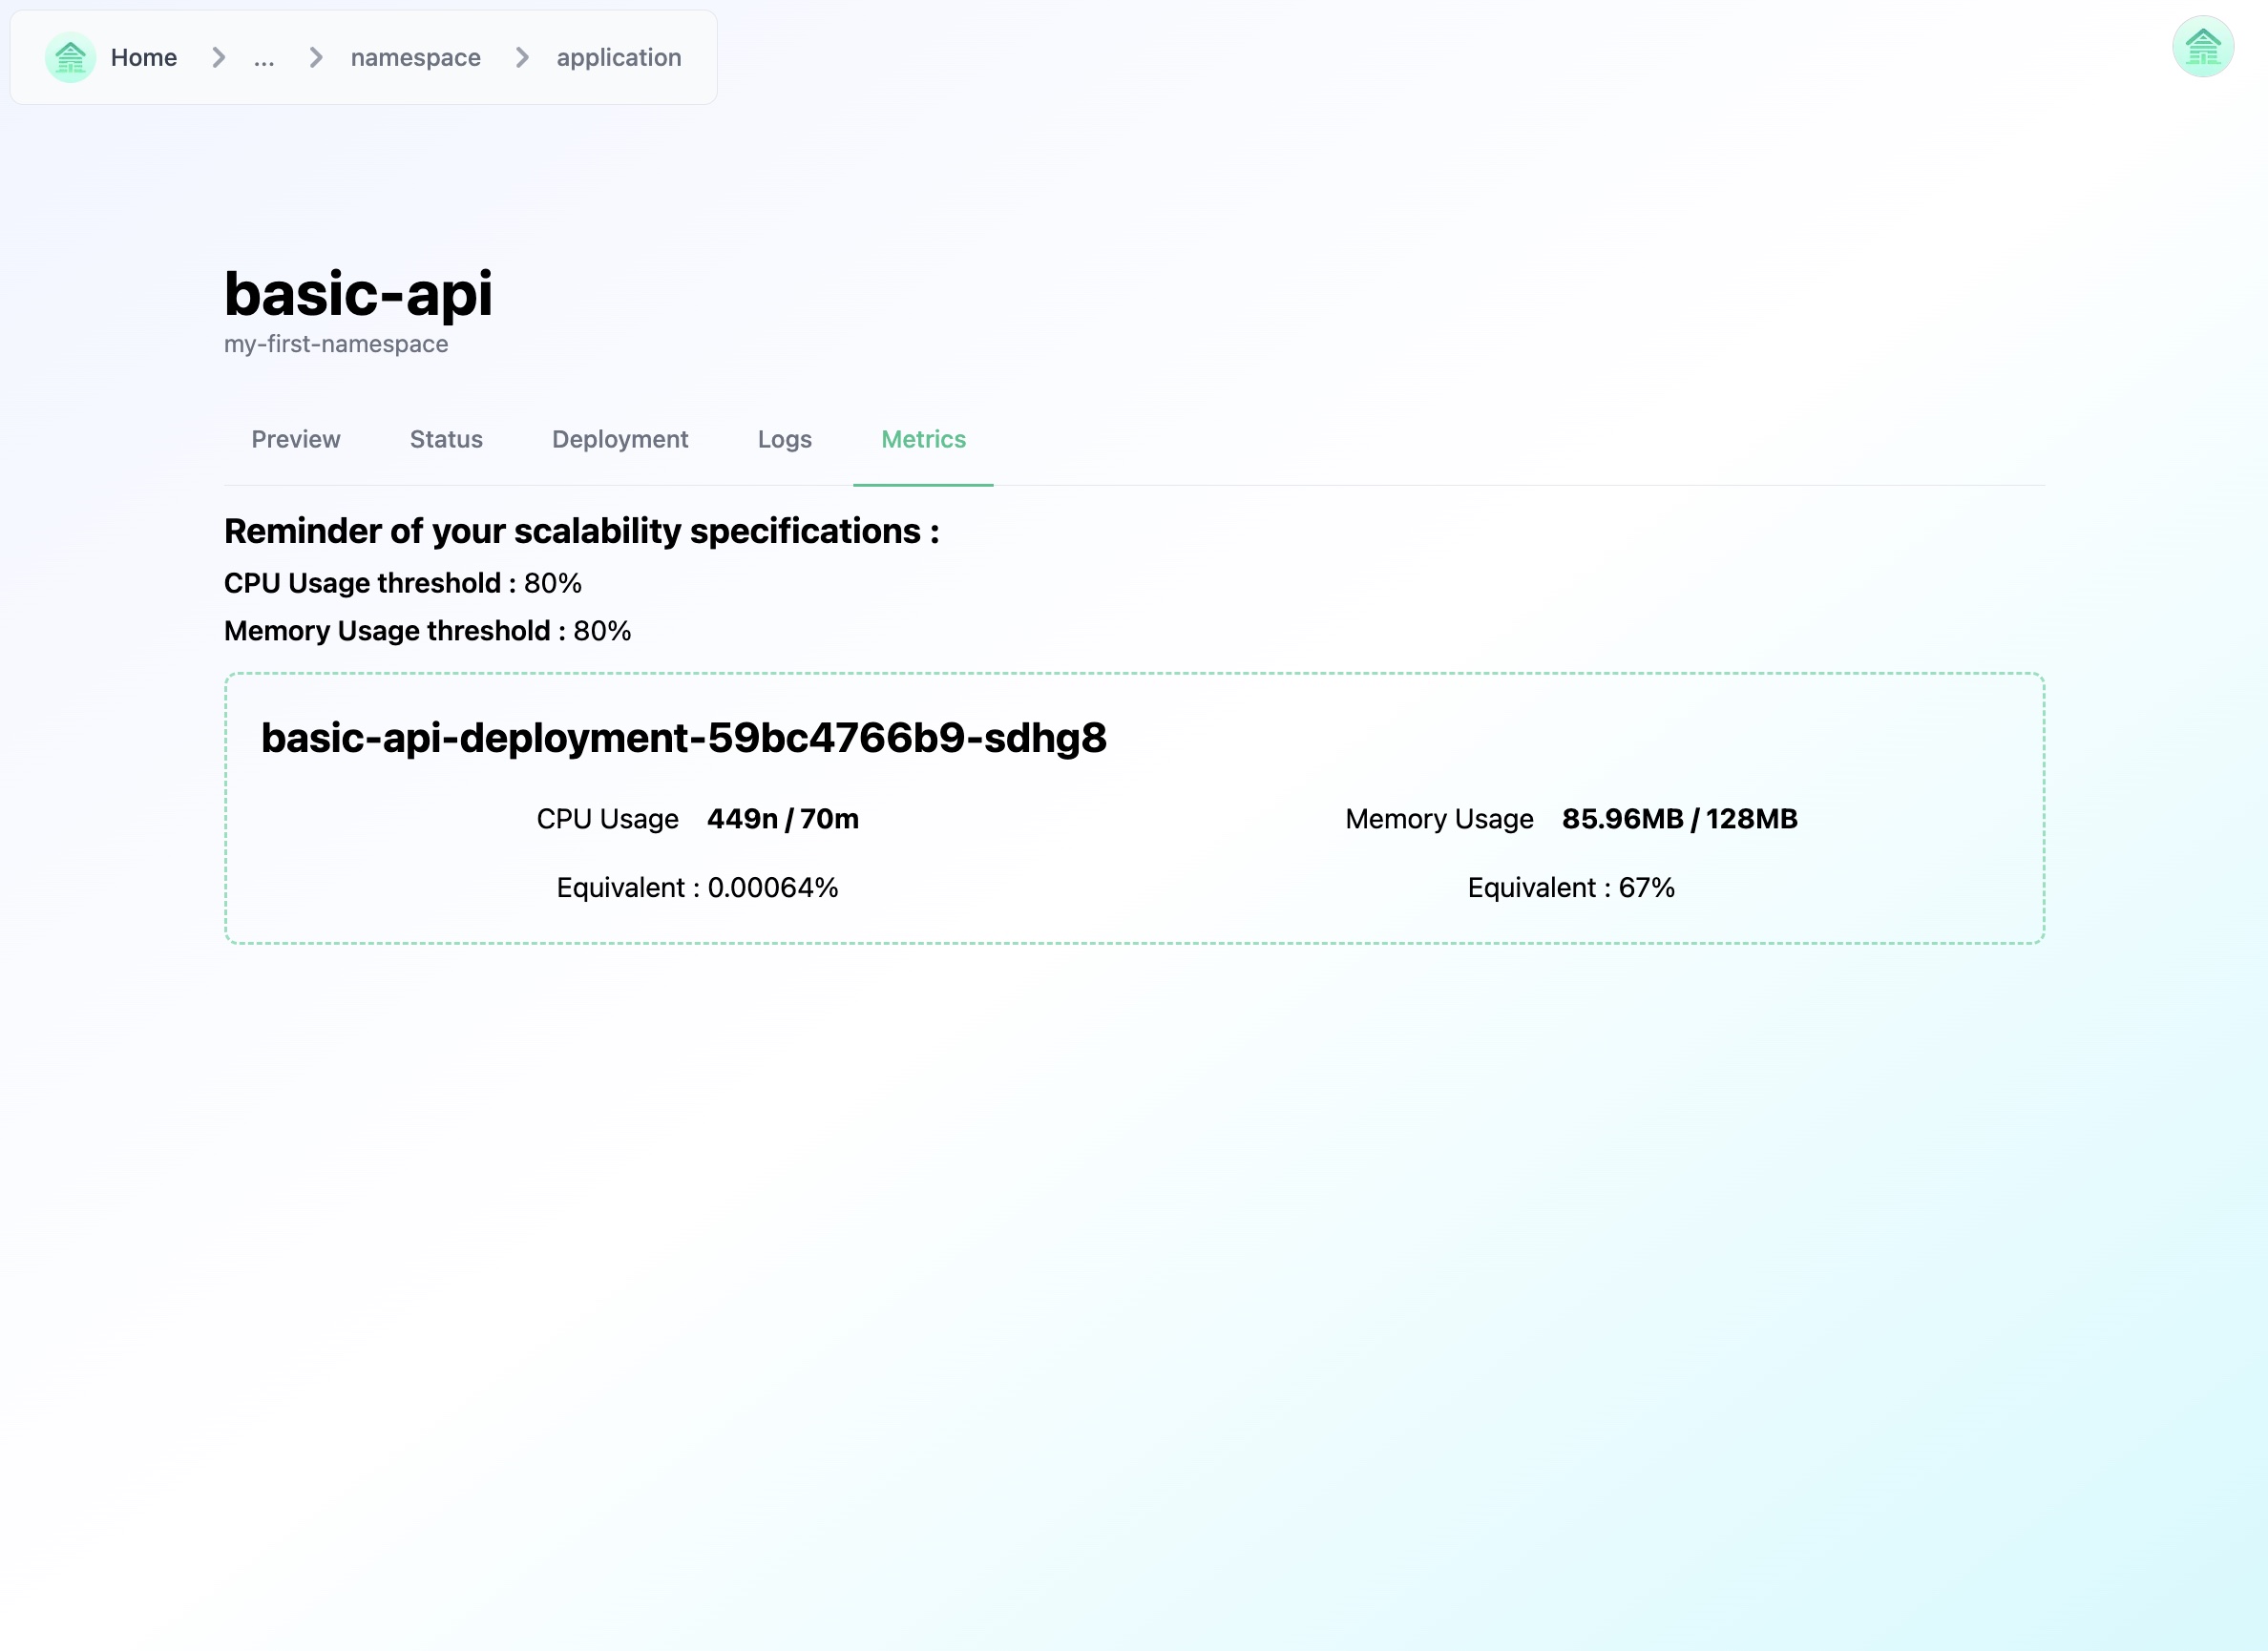 Home > ... > namespace > application
basic-api
my-first-namespace
Preview Status Deployment Logs Metrics
Reminder of your scalability specifications :
CPU Usage threshold : 80%
Memory Usage threshold : 80%
basic-api-deployment-59bc4766b9-sdhg8
CPU Usage 449n / 70m Memory Usage 85.96MB / 128MB
Equivalent : 0.00064% Equivalent : 67%